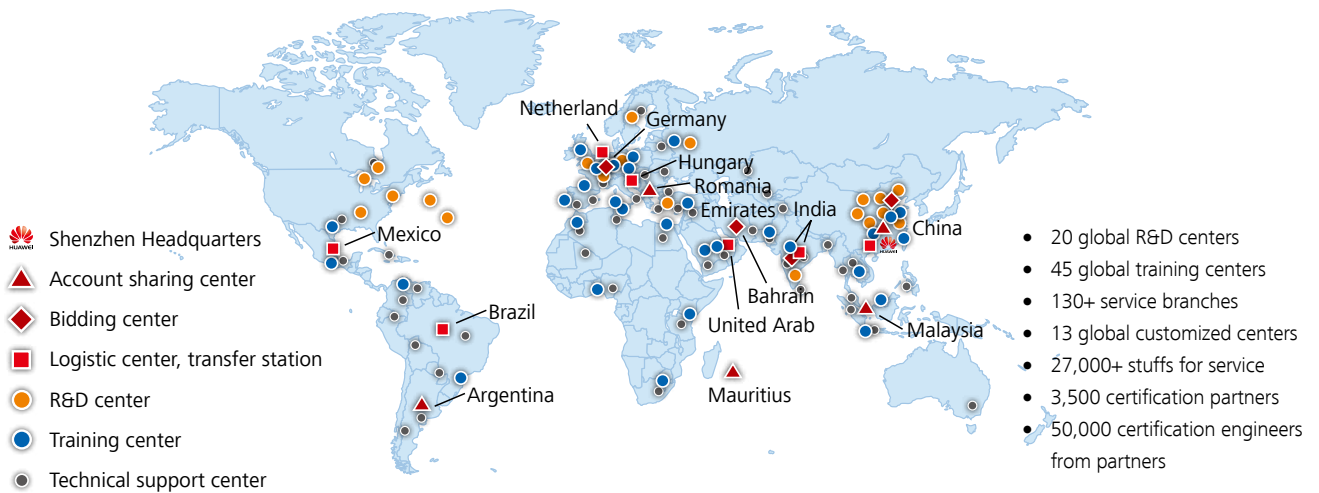 HUAWEI
Shenzhen Headquarters
Account sharing center
Bidding center
Logistic center, transfer station
R&D center
Training center
Technical support center
Netherland
Germany
Hungary
Romania
Emirates
India
Mexico
China
HUAWEI
Bahrain
Brazil
United Arab
Malaysia
Argentina
Mauritius
• 20 global R&D centers
• 45 global training centers
• 130+ service branches
• 13 global customized centers
• 27,000+ stuffs for service
• 3,500 certification partners
• 50,000 certification engineers
from partners